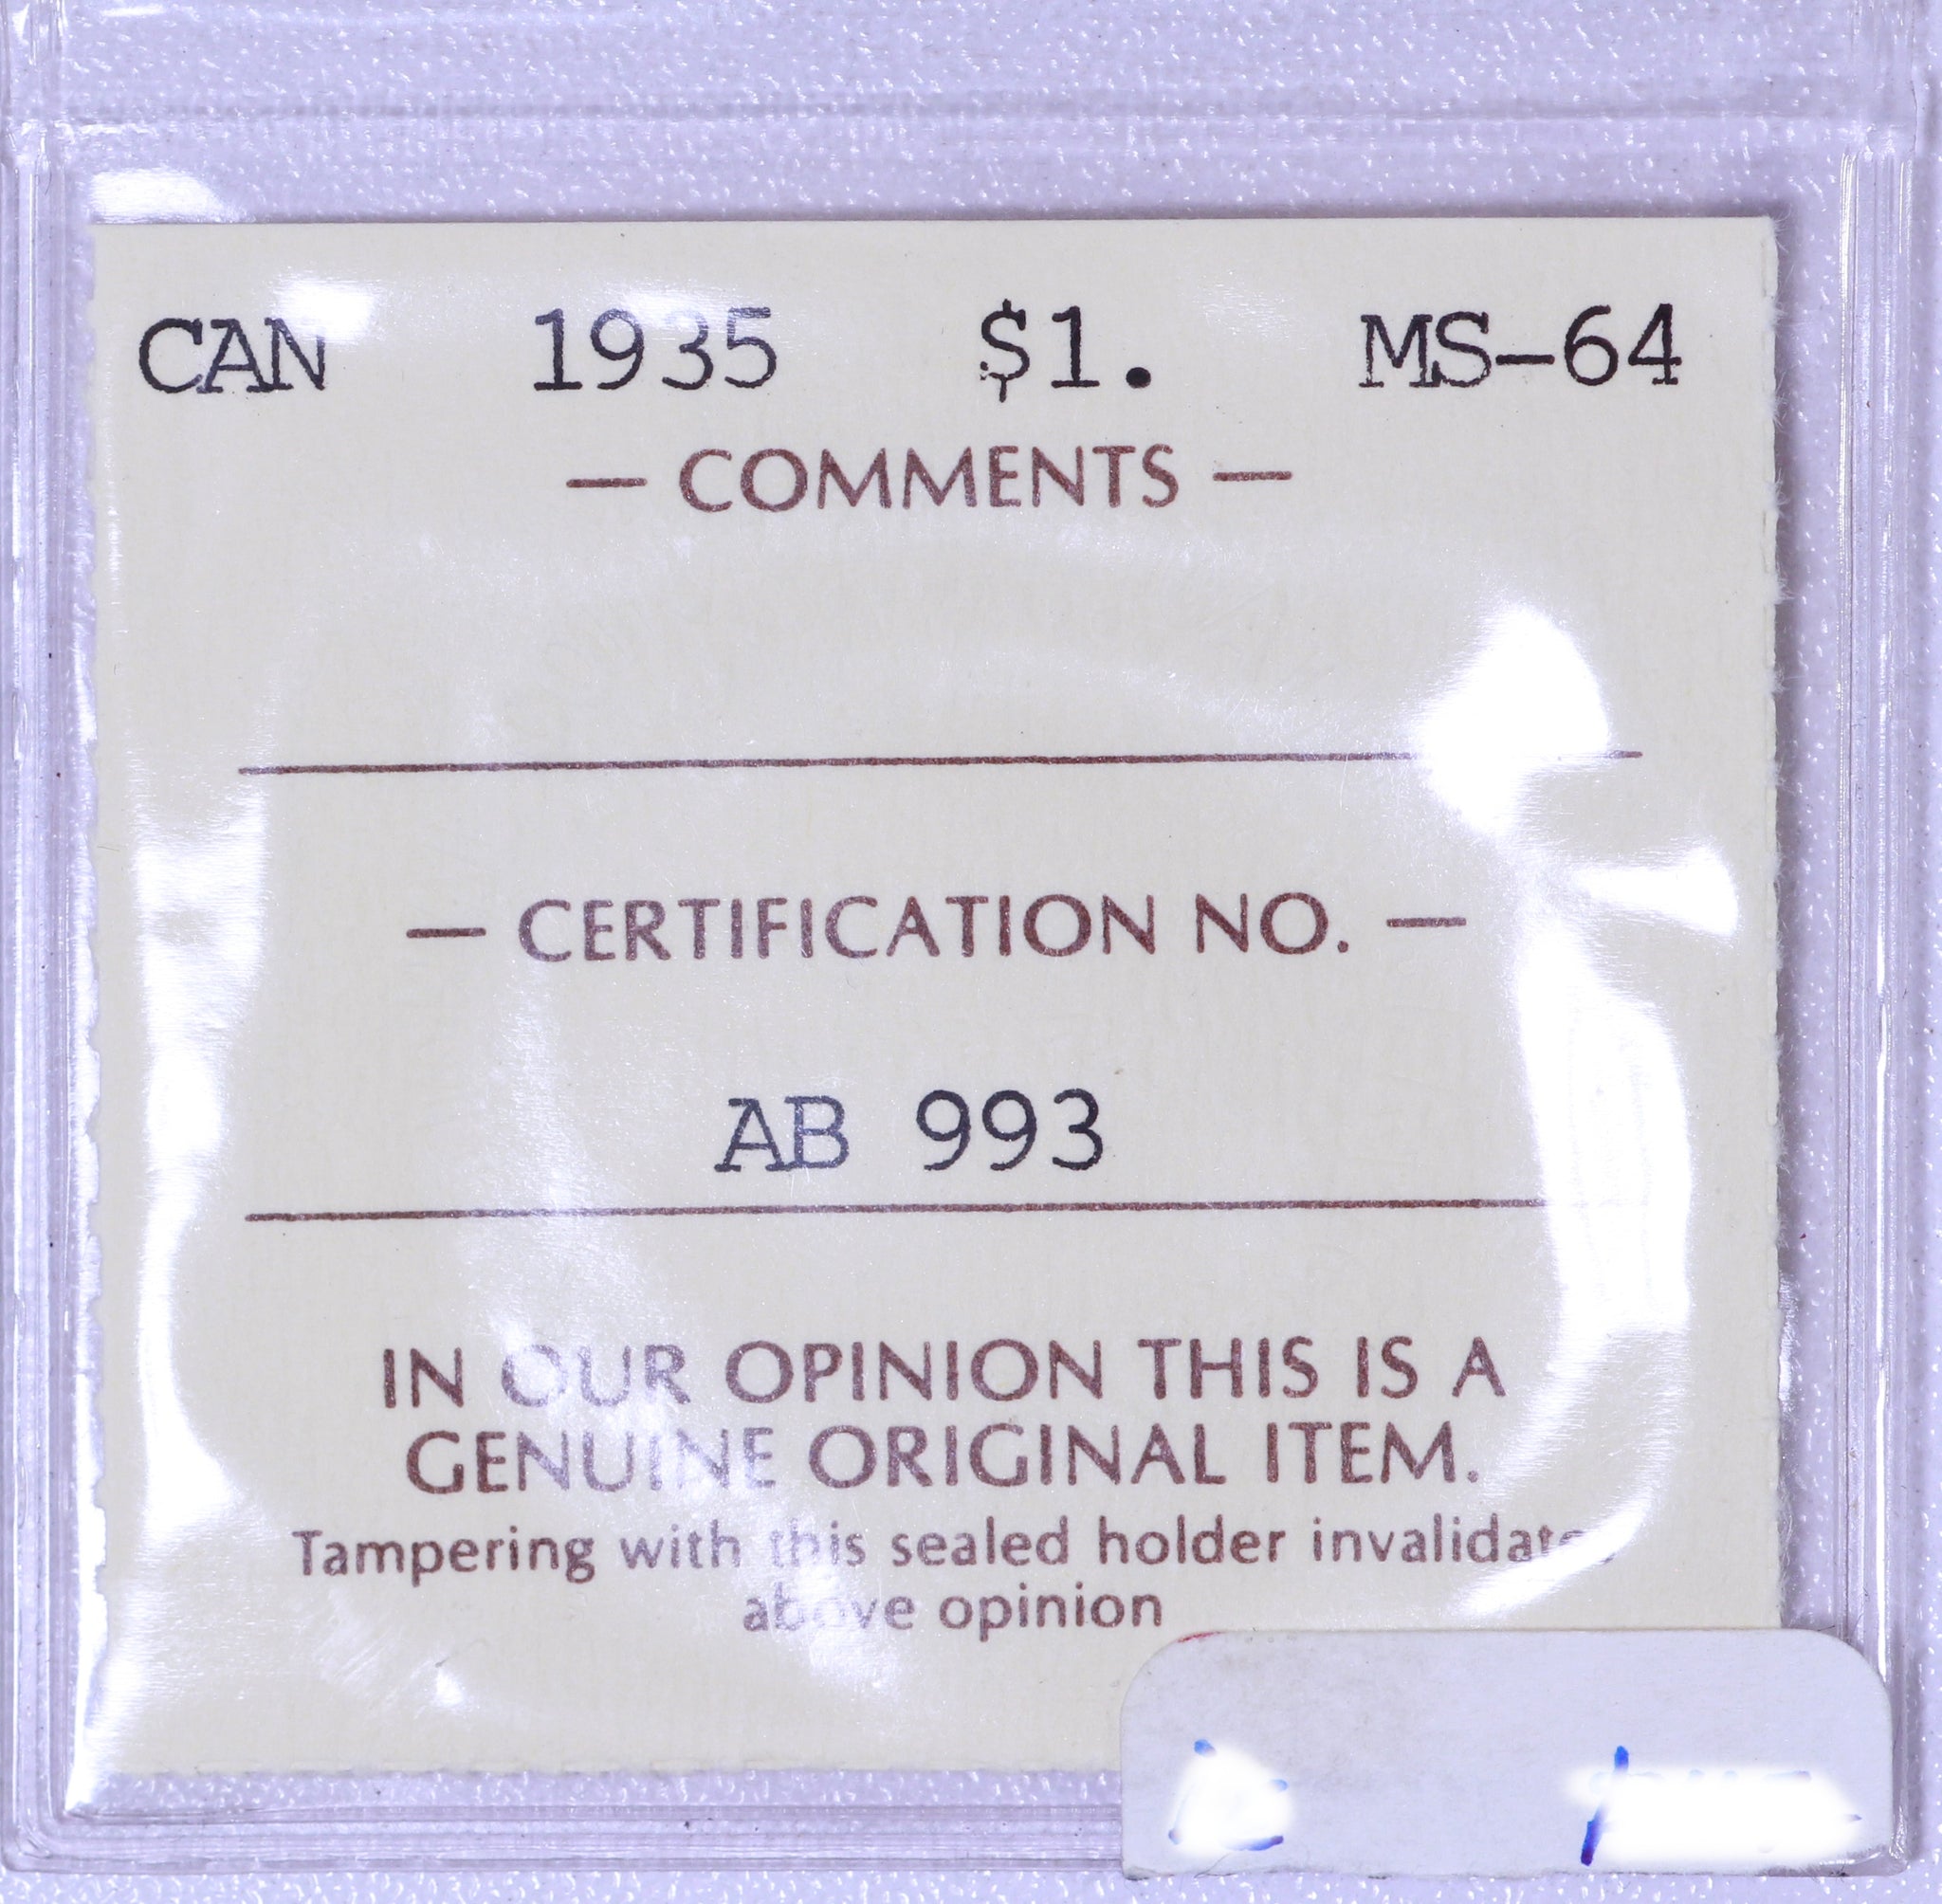 CAN 1935 $1. MS-64
— COMMENTS —
— CERTIFICATION NO. —
AB 993
IN OUR OPINION THIS IS A
GENUINE ORIGINAL ITEM.
Tampering with this sealed holder invalidates
above opinion